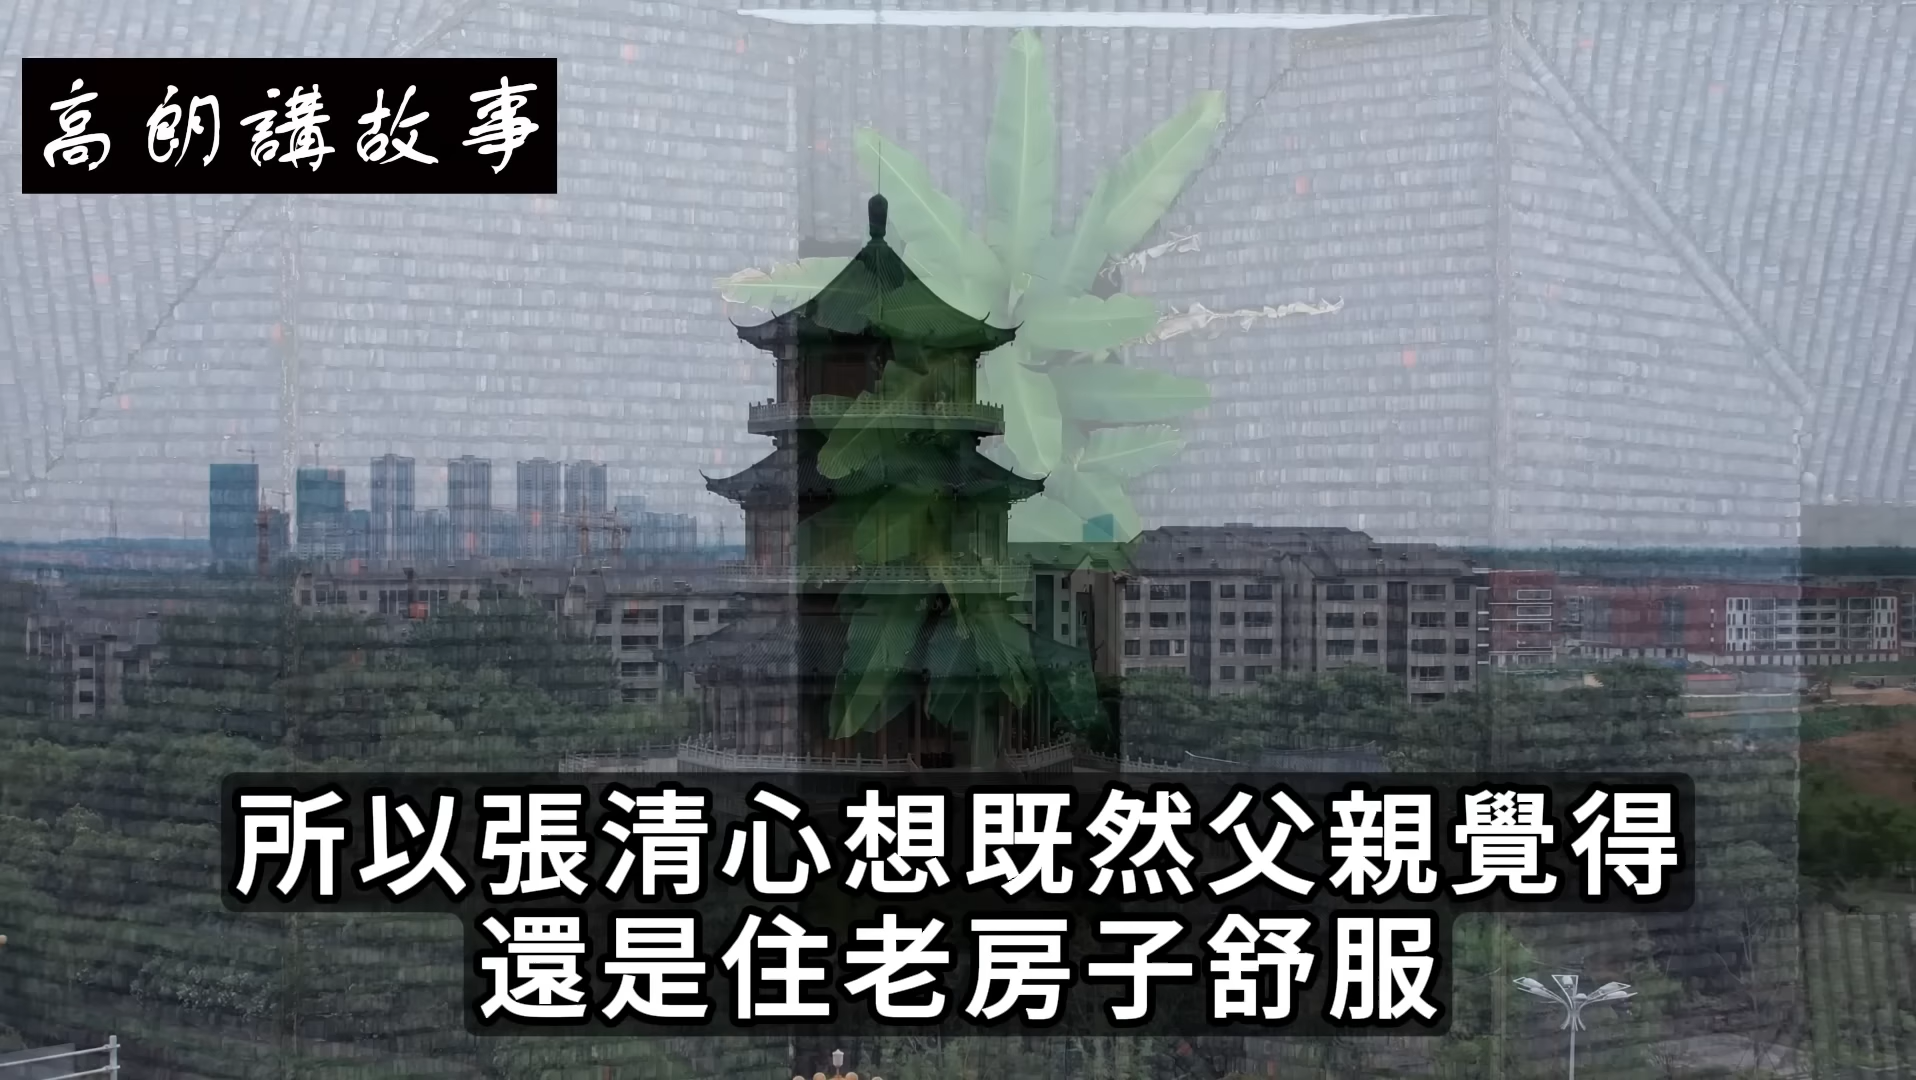 高朗講故事
所以張清心想既然父親覺得
還是住老房子舒服